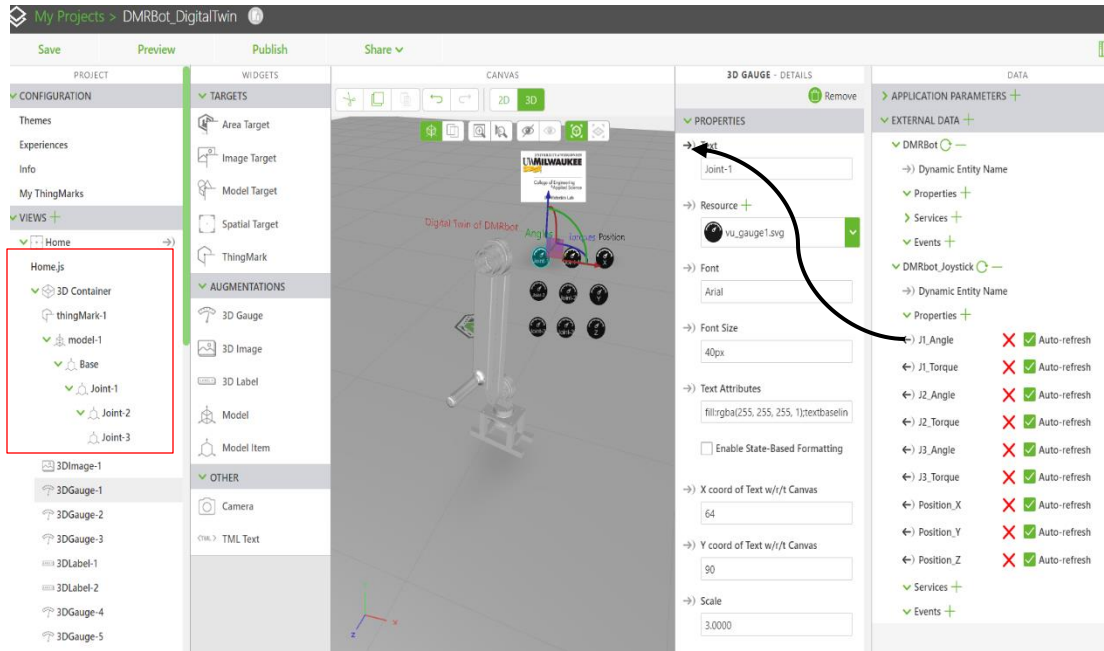 My Projects > DMRBot_DigitalTwin
Save Preview Publish Share
PROJECT
CONFIGURATION
Themes
Experiences
Info
My ThingMarks
VIEWS
Home
Home.js
3D Container
thingMark-1
model-1
Base
Joint-1
Joint-2
Joint-3
3DImage-1
3DGauge-1
3DGauge-2
3DGauge-3
3DLabel-1
3DLabel-2
3DGauge-4
3DGauge-5
WIDGETS
TARGETS
Area Target
Image Target
Model Target
Spatial Target
ThingMark
AUGMENTATIONS
3D Gauge
3D Image
3D Label
Model
Model Item
OTHER
Camera
<TML> TML Text
CANVAS
2D 3D
UWMILWAUKEE
College of Engineering
Digital Twin of DMRbot
Angles Position
X
Y
Z
z x
3D GAUGE - DETAILS
Remove
PROPERTIES
Text
Joint-1
Resource
vu_gauge1.svg
Font
Arial
Font Size
40px
Text Attributes
fill:rgba(255, 255, 255, 1);textbaselin
Enable State-Based Formatting
X coord of Text w/r/t Canvas
64
Y coord of Text w/r/t Canvas
90
Scale
3.0000
DATA
APPLICATION PARAMETERS
EXTERNAL DATA
DMRBot
Dynamic Entity Name
Properties
Services
Events
DMRbot_Joystick
Dynamic Entity Name
Properties
J1_Angle Auto-refresh
J1_Torque Auto-refresh
J2_Angle Auto-refresh
J2_Torque Auto-refresh
J3_Angle Auto-refresh
J3_Torque Auto-refresh
Position_X Auto-refresh
Position_Y Auto-refresh
Position_Z Auto-refresh
Services
Events